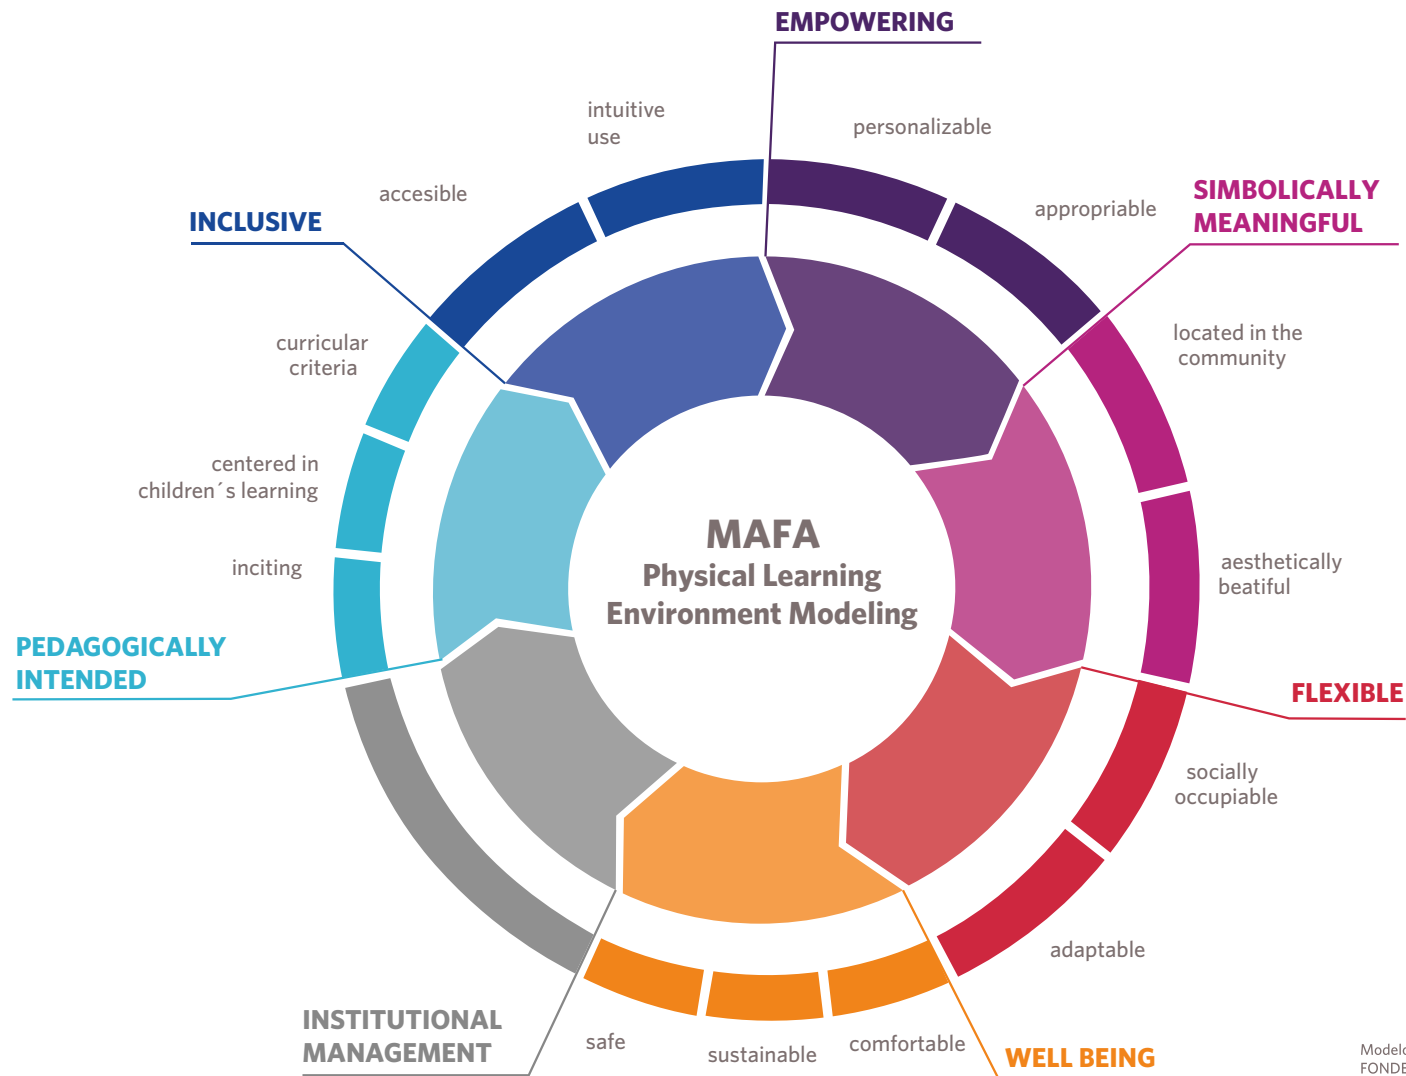 EMPOWERING
intuitive
use
personalizable
accesible
SIMBOLICALLY
MEANINGFUL
appropriable
INCLUSIVE
curricular
criteria
located in the
community
centered in
children´s learning
MAFA
Physical Learning
Environment Modeling
aesthetically
beatiful
inciting
PEDAGOGICALLY
INTENDED
FLEXIBLE
socially
occupiable
adaptable
INSTITUTIONAL
MANAGEMENT
safe
sustainable
comfortable
WELL BEING